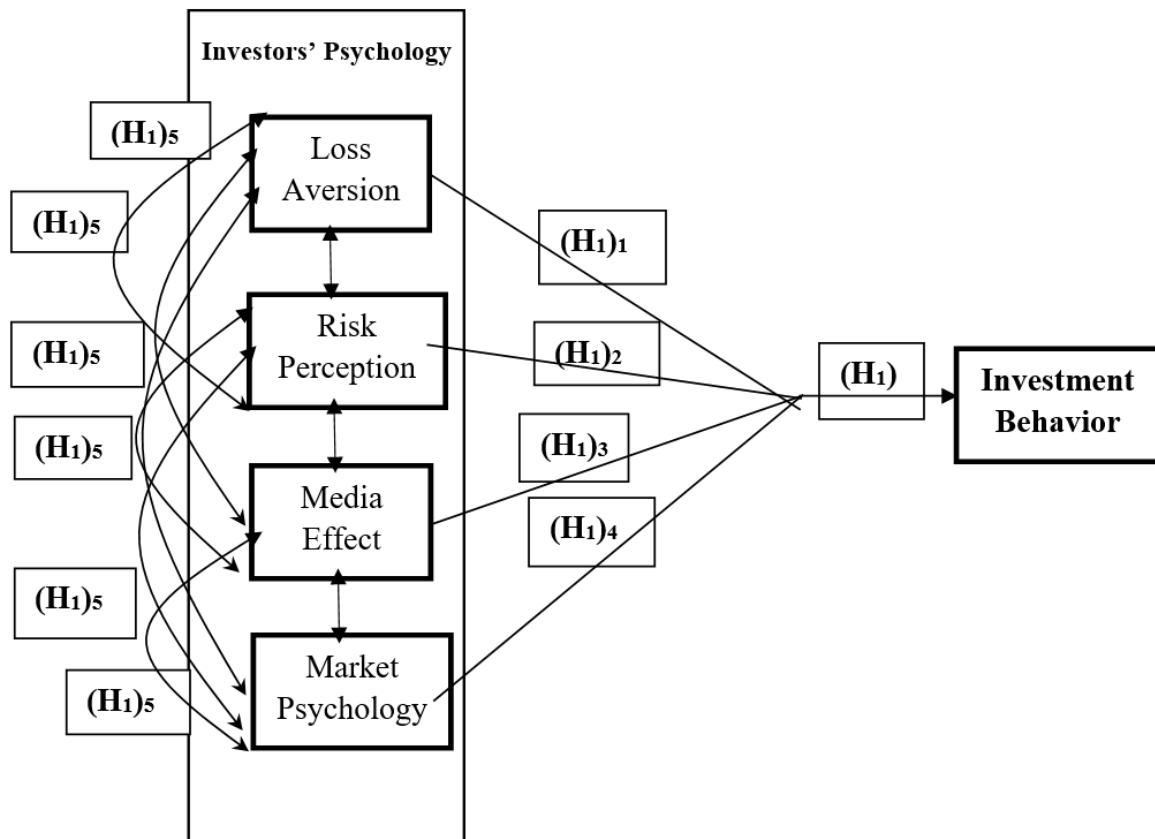 Investors’ Psychology
(H₁)₅
Loss
Aversion
(H₁)₅
(H₁)₁
(H₁)₅
Risk
Perception
(H₁)₂
(H₁)
Investment
Behavior
(H₁)₅
(H₁)₃
Media
Effect
(H₁)₄
(H₁)₅
Market
Psychology
(H₁)₅